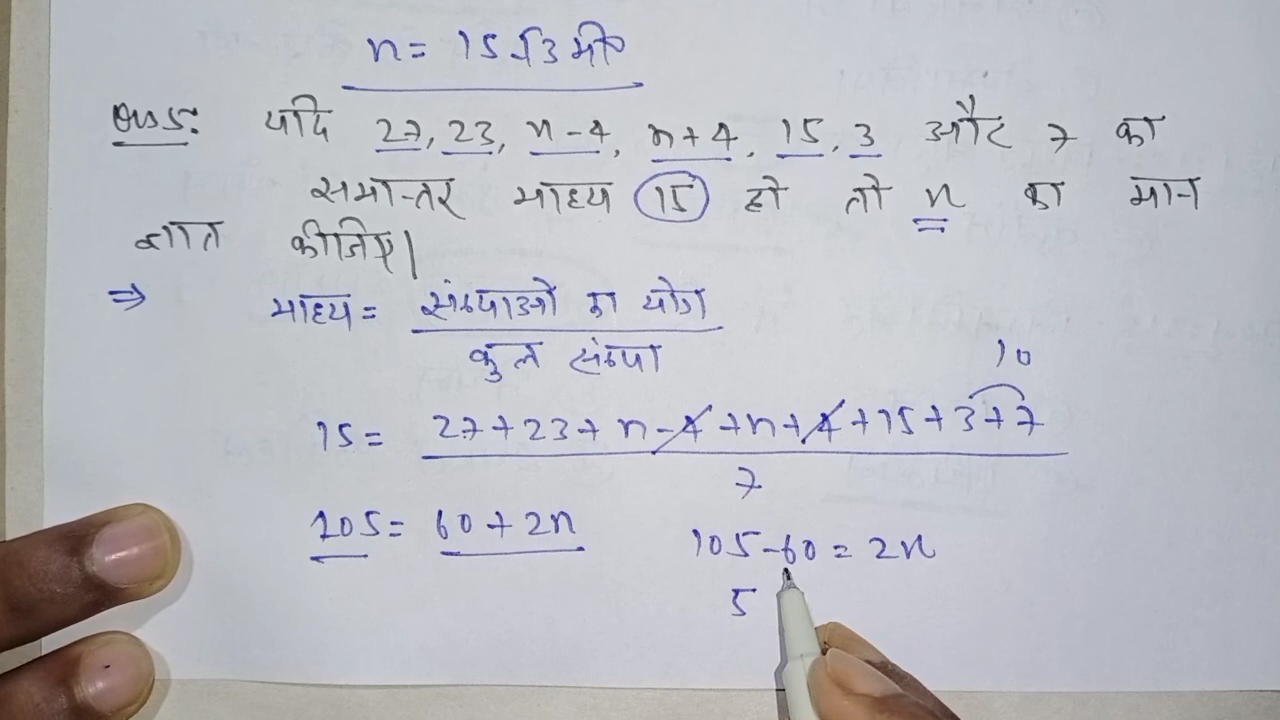 n = 15√3 मी०
Ques: यदि 27, 23, n-4, n+4, 15, 3 और 7 का
समान्तर माध्य 15 हो तो n का मान
ज्ञात कीजिए।
⇒ माध्य = संख्याओ का योग
कुल संख्या
10
15 = 27+23+n-4+n+4+15+3+7
7
105 = 60+2n
105-60=2n
5